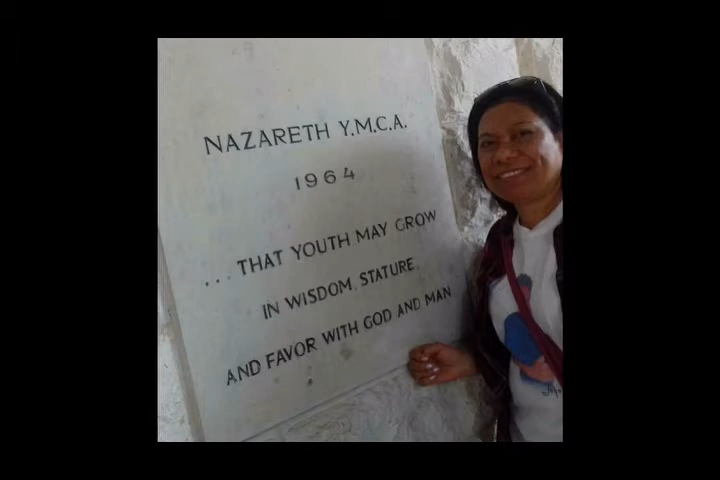 NAZARETH Y.M.C.A.
1964
... THAT YOUTH MAY GROW
IN WISDOM, STATURE,
AND FAVOR WITH GOD AND MAN